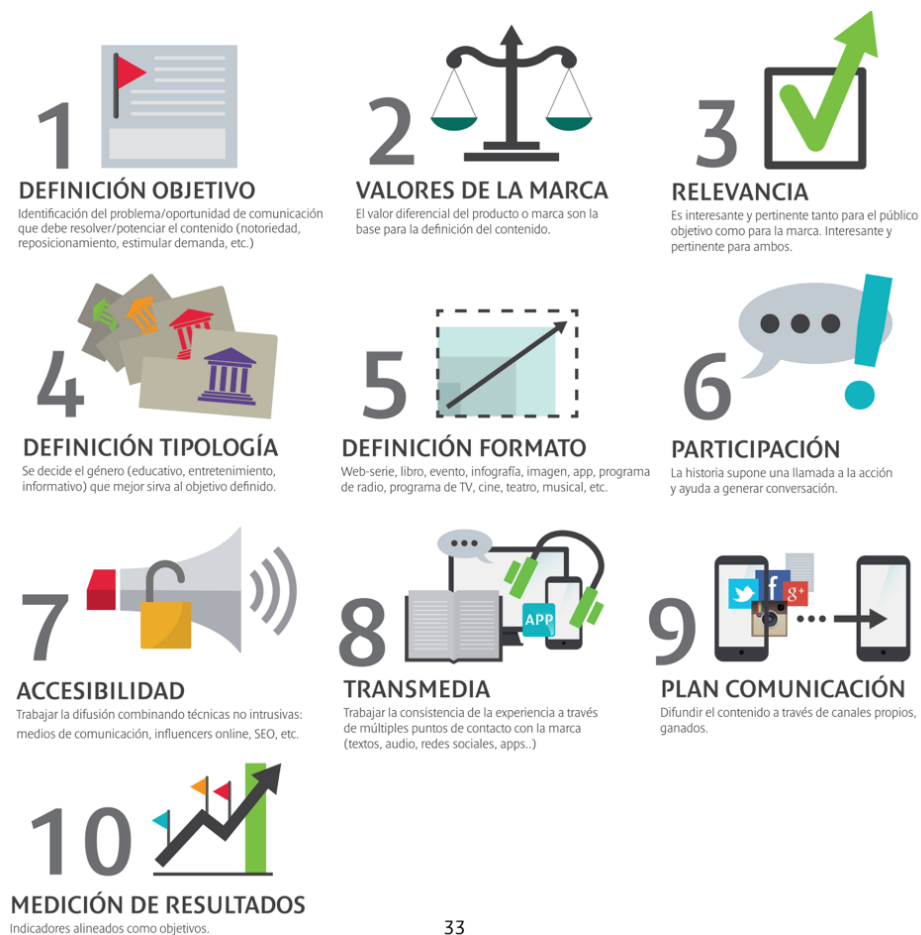 1
DEFINICIÓN OBJETIVO
Identificación del problema/oportunidad de comunicación
que debe resolver/potenciar el contenido (notoriedad,
reposicionamiento, estimular demanda, etc.)
2
VALORES DE LA MARCA
El valor diferencial del producto o marca son la
base para la definición del contenido.
3
RELEVANCIA
Es interesante y pertinente tanto para el público
objetivo como para la marca. Interesante y
pertinente para ambos.
4
DEFINICIÓN TIPOLOGÍA
Se decide el género (educativo, entretenimiento,
informativo) que mejor sirva al objetivo definido.
5
DEFINICIÓN FORMATO
Web-serie, libro, evento, infografía, imagen, app, programa
de radio, programa de TV, cine, teatro, musical, etc.
6
PARTICIPACIÓN
La historia supone una llamada a la acción
y ayuda a generar conversación.
7
ACCESIBILIDAD
Trabajar la difusión combinando técnicas no intrusivas:
medios de comunicación, influencers online, SEO, etc.
8
APP
TRANSMEDIA
Trabajar la consistencia de la experiencia a través
de múltiples puntos de contacto con la marca
(textos, audio, redes sociales, apps..)
9
f
g+
PLAN COMUNICACIÓN
Difundir el contenido a través de canales propios,
ganados.
10
MEDICIÓN DE RESULTADOS
Indicadores alineados como objetivos.
33